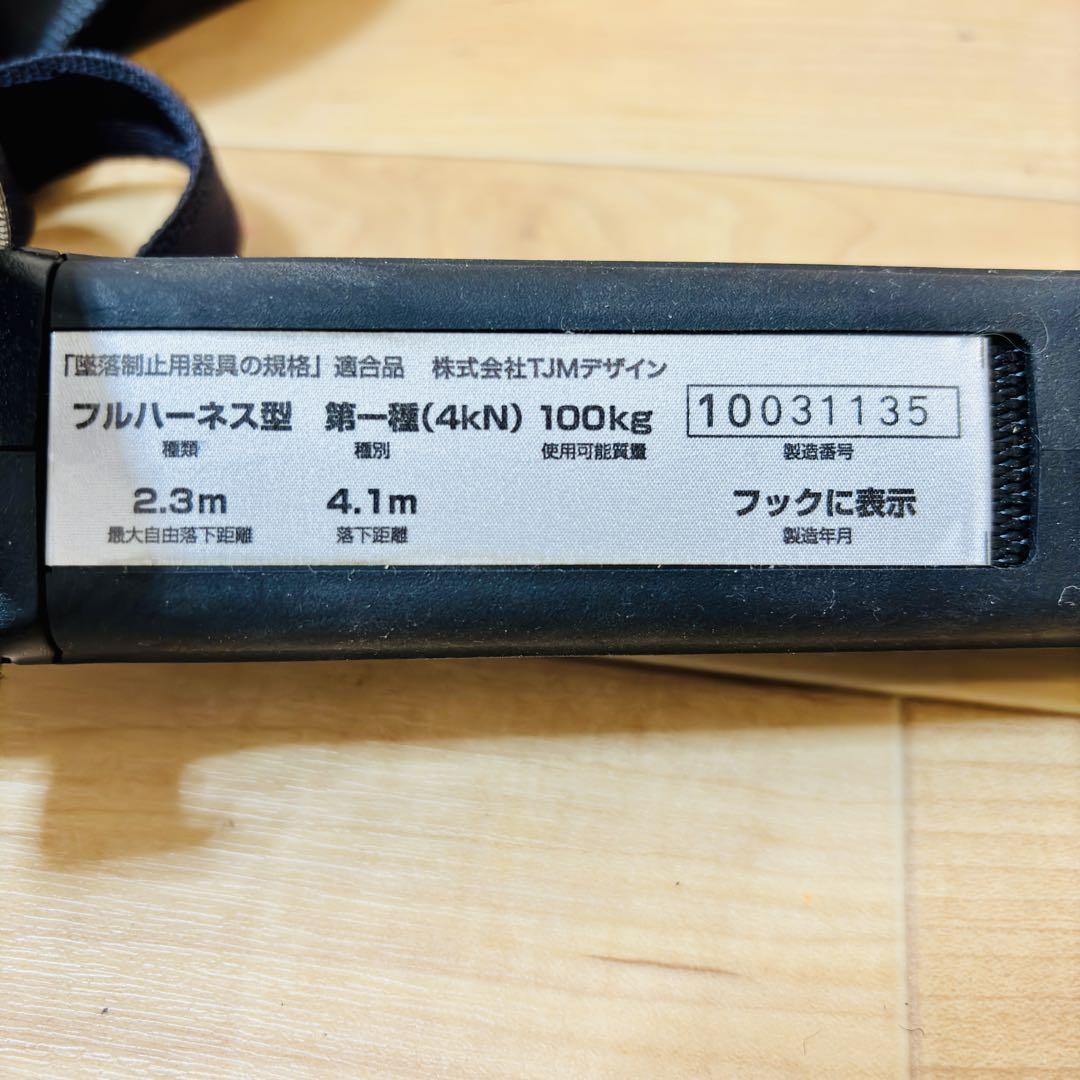 「墜落制止用器具の規格」適合品 株式会社TJMデザイン
フルハーネス型 第一種(4kN) 100kg 10031135
種類 種別 使用可能質量 製造番号
2.3m 4.1m フックに表示
最大自由落下距離 落下距離 製造年月